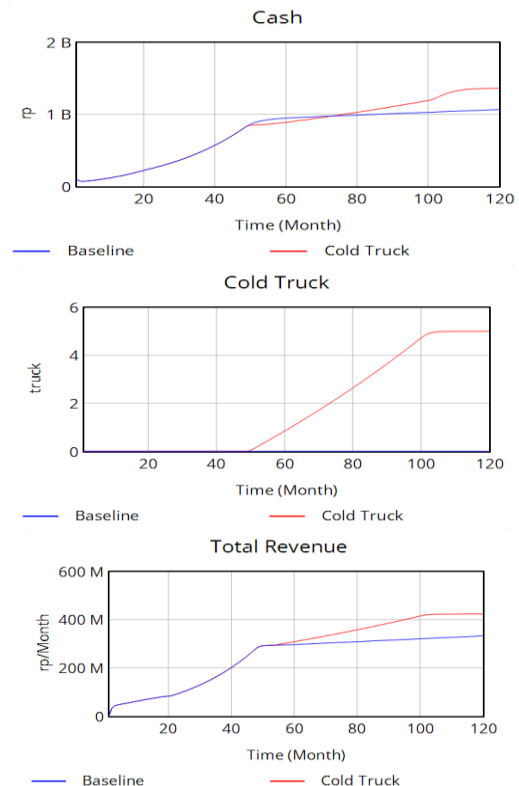 Cash
2 B
1 B
0
rp
20 40 60 80 100 120
Time (Month)
Baseline Cold Truck
Cold Truck
6
4
2
0
truck
20 40 60 80 100 120
Time (Month)
Baseline Cold Truck
Total Revenue
600 M
400 M
200 M
0
rp/Month
20 40 60 80 100 120
Time (Month)
Baseline Cold Truck